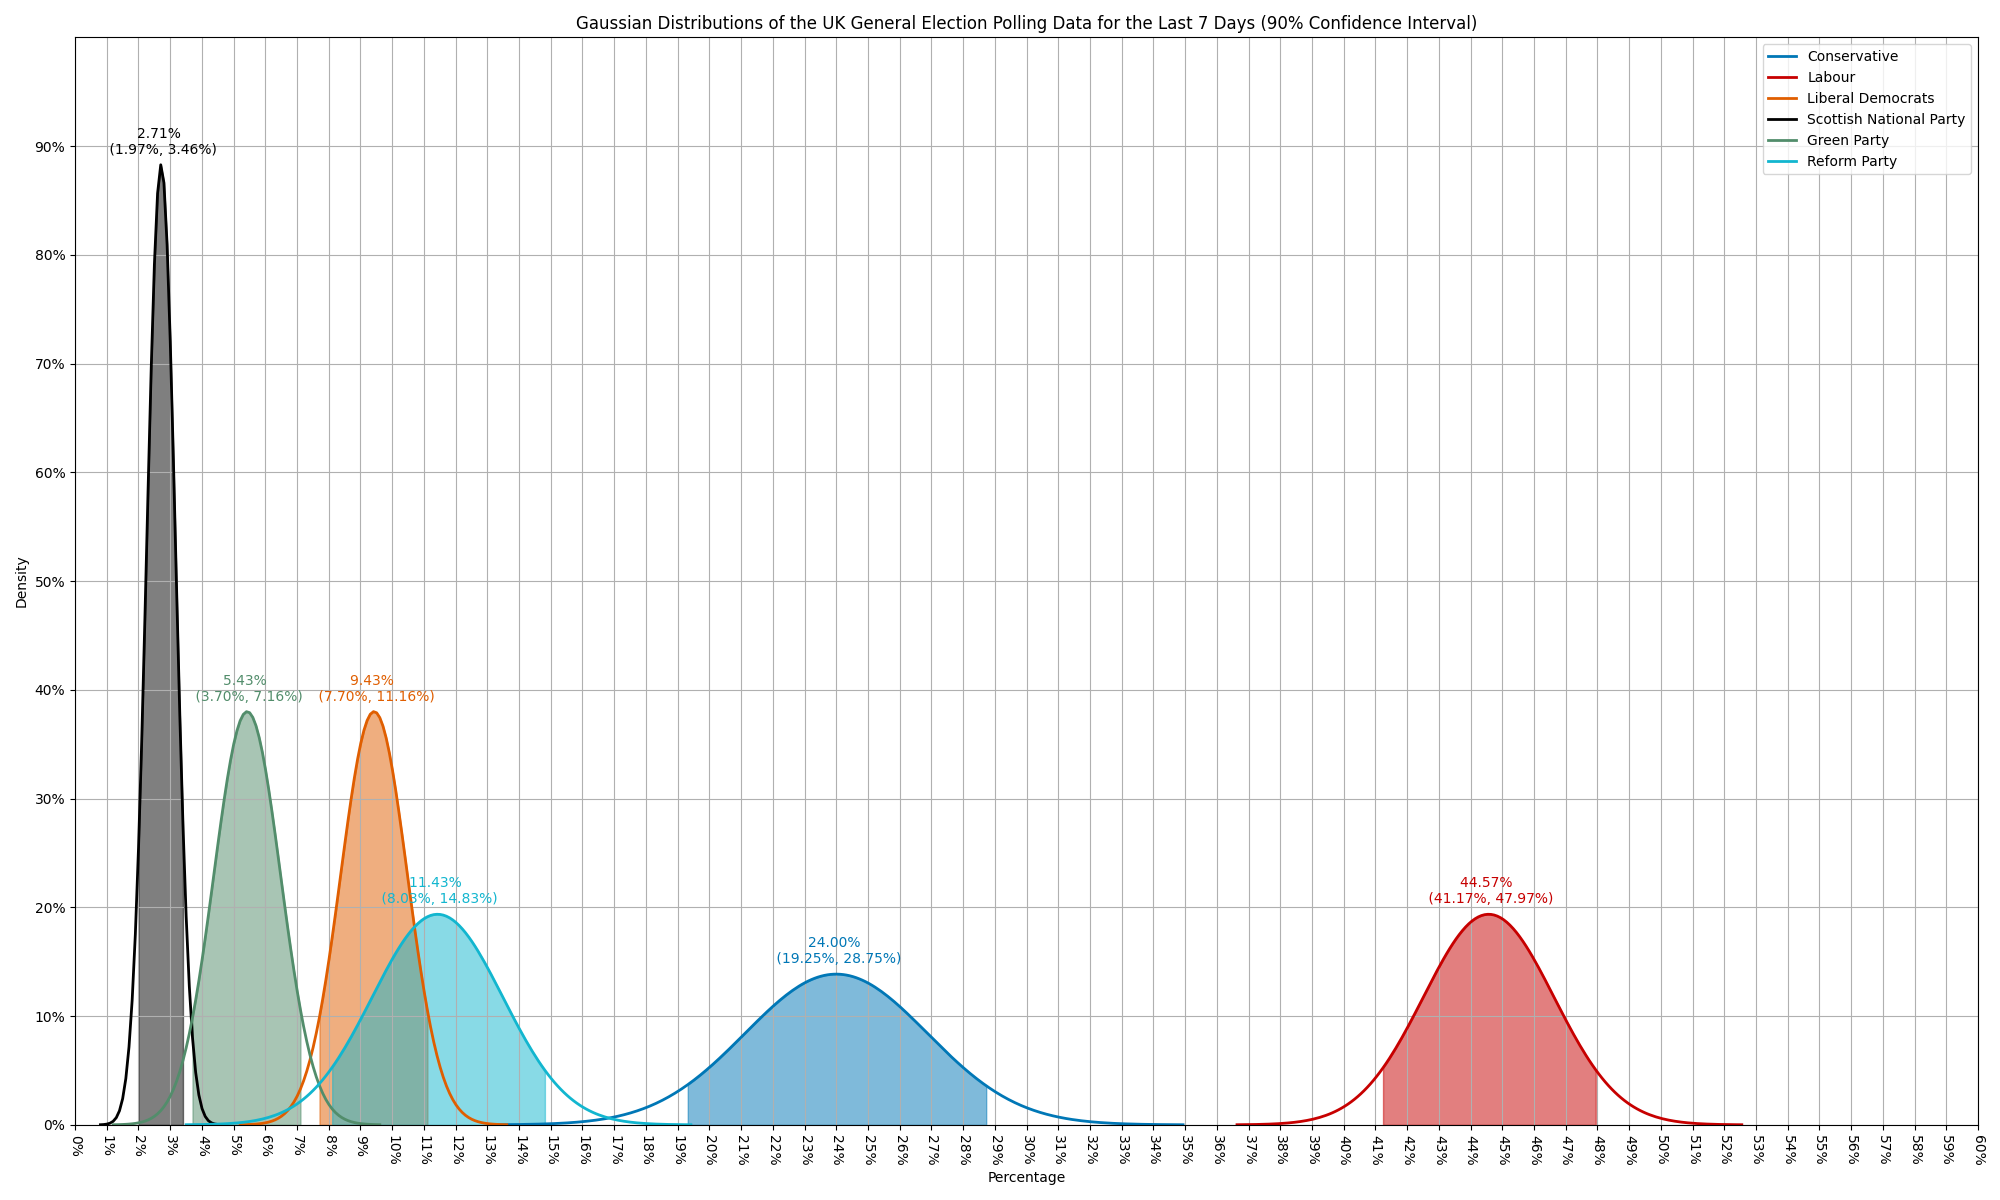 Gaussian Distributions of the UK General Election Polling Data for the Last 7 Days (90% Confidence Interval)
Conservative
Labour
Liberal Democrats
Scottish National Party
Green Party
Reform Party
2.71%
(1.97%, 3.46%)
5.43%
(3.70%, 7.16%)
9.43%
(7.70%, 11.16%)
11.43%
(8.03%, 14.83%)
24.00%
(19.25%, 28.75%)
44.57%
(41.17%, 47.97%)
90%
80%
70%
60%
50%
40%
30%
20%
10%
0%
Density
0% 1% 2% 3% 4% 5% 6% 7% 8% 9% 10% 11% 12% 13% 14% 15% 16% 17% 18% 19% 20% 21% 22% 23% 24% 25% 26% 27% 28% 29% 30% 31% 32% 33% 34% 35% 36% 37% 38% 39% 40% 41% 42% 43% 44% 45% 46% 47% 48% 49% 50% 51% 52% 53% 54% 55% 56% 57% 58% 59% 60%
Percentage